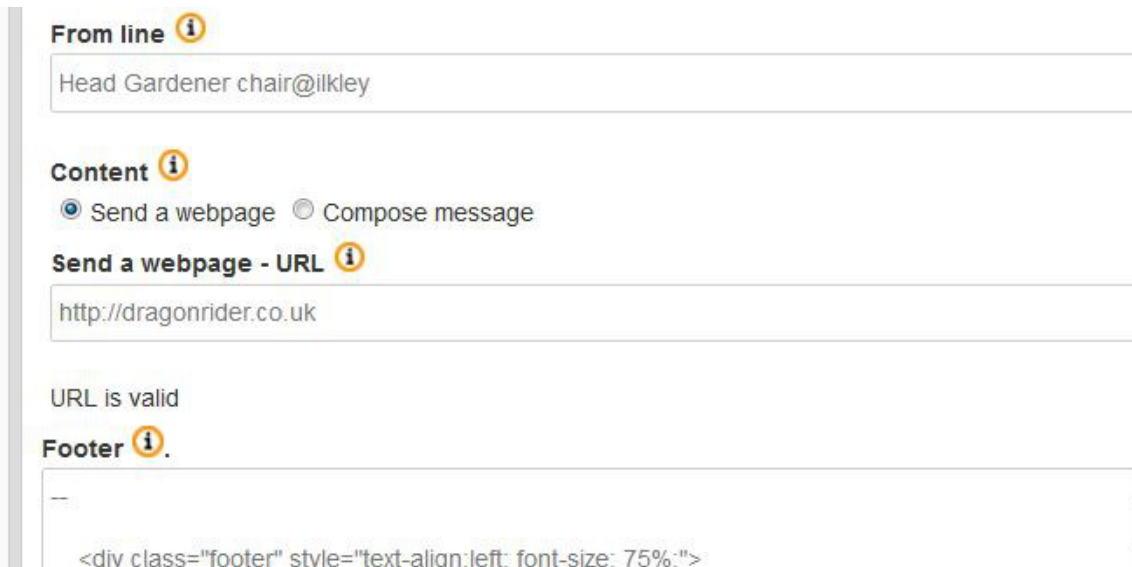 From line
Head Gardener chair@ilkley
Content
Send a webpage Compose message
Send a webpage - URL
http://dragonrider.co.uk
URL is valid
Footer .
--
<div class="footer" style="text-align:left; font-size: 75%;">